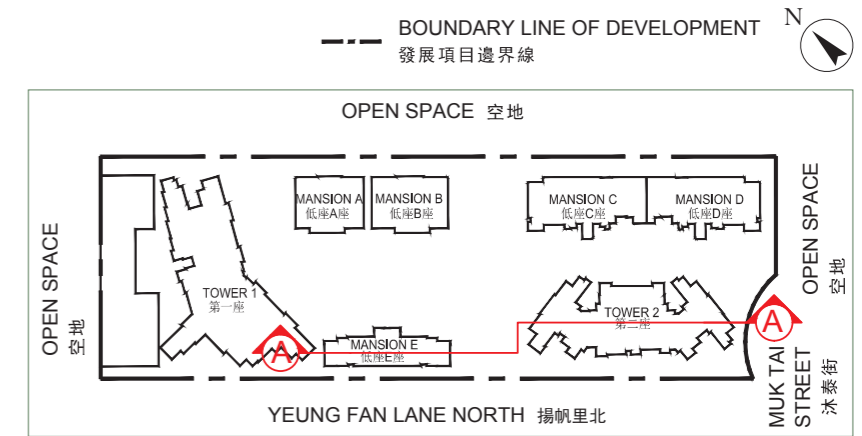 BOUNDARY LINE OF DEVELOPMENT
發展項目邊界線
N
OPEN SPACE 空地
MANSION A
低座A座
MANSION B
低座B座
MANSION C
低座C座
MANSION D
低座D座
OPEN SPACE
空地
OPEN SPACE
空地
TOWER 1
第一座
TOWER 2
第二座
A
A
MANSION E
低座E座
MUK TAI
STREET
沐泰街
YEUNG FAN LANE NORTH 揚帆里北